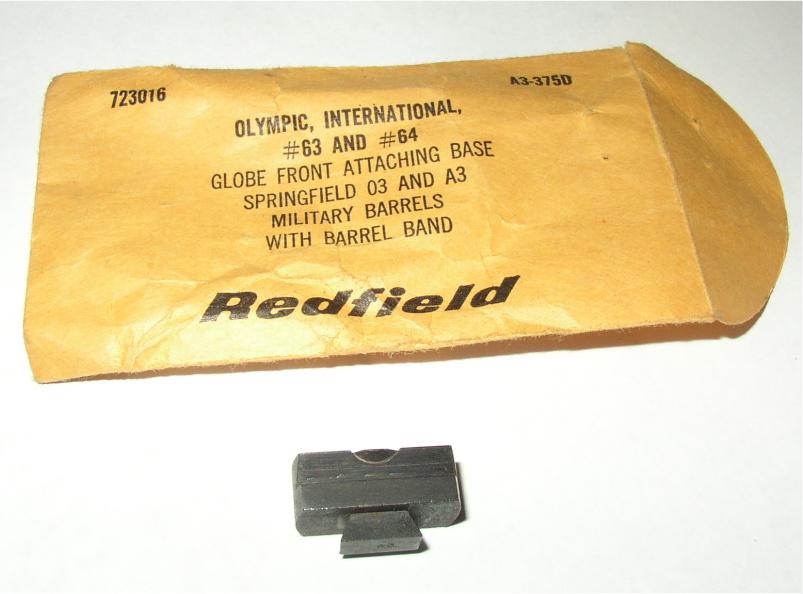 723016
A3-375D
OLYMPIC, INTERNATIONAL,
#63 AND #64
GLOBE FRONT ATTACHING BASE
SPRINGFIELD 03 AND A3
MILITARY BARRELS
WITH BARREL BAND
Redfield